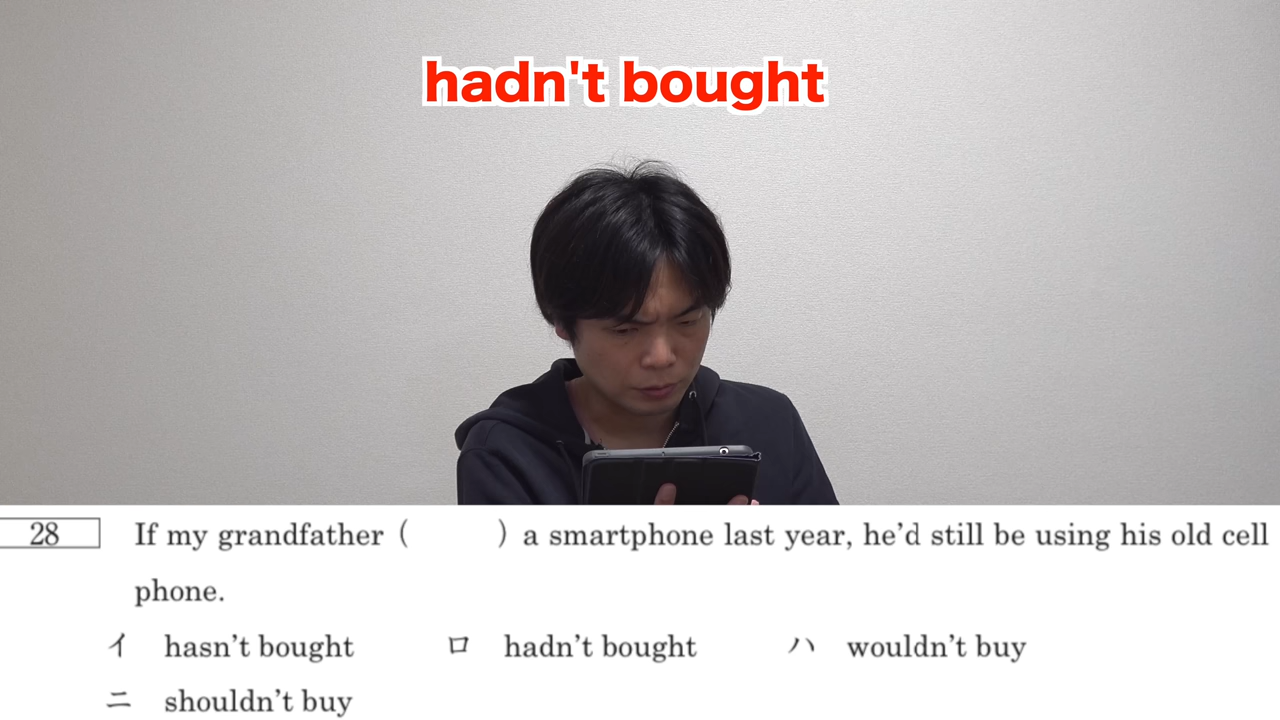 hadn't bought
28 If my grandfather ( ) a smartphone last year, he'd still be using his old cell
phone.
イ hasn't bought ロ hadn't bought ハ wouldn't buy
ニ shouldn't buy